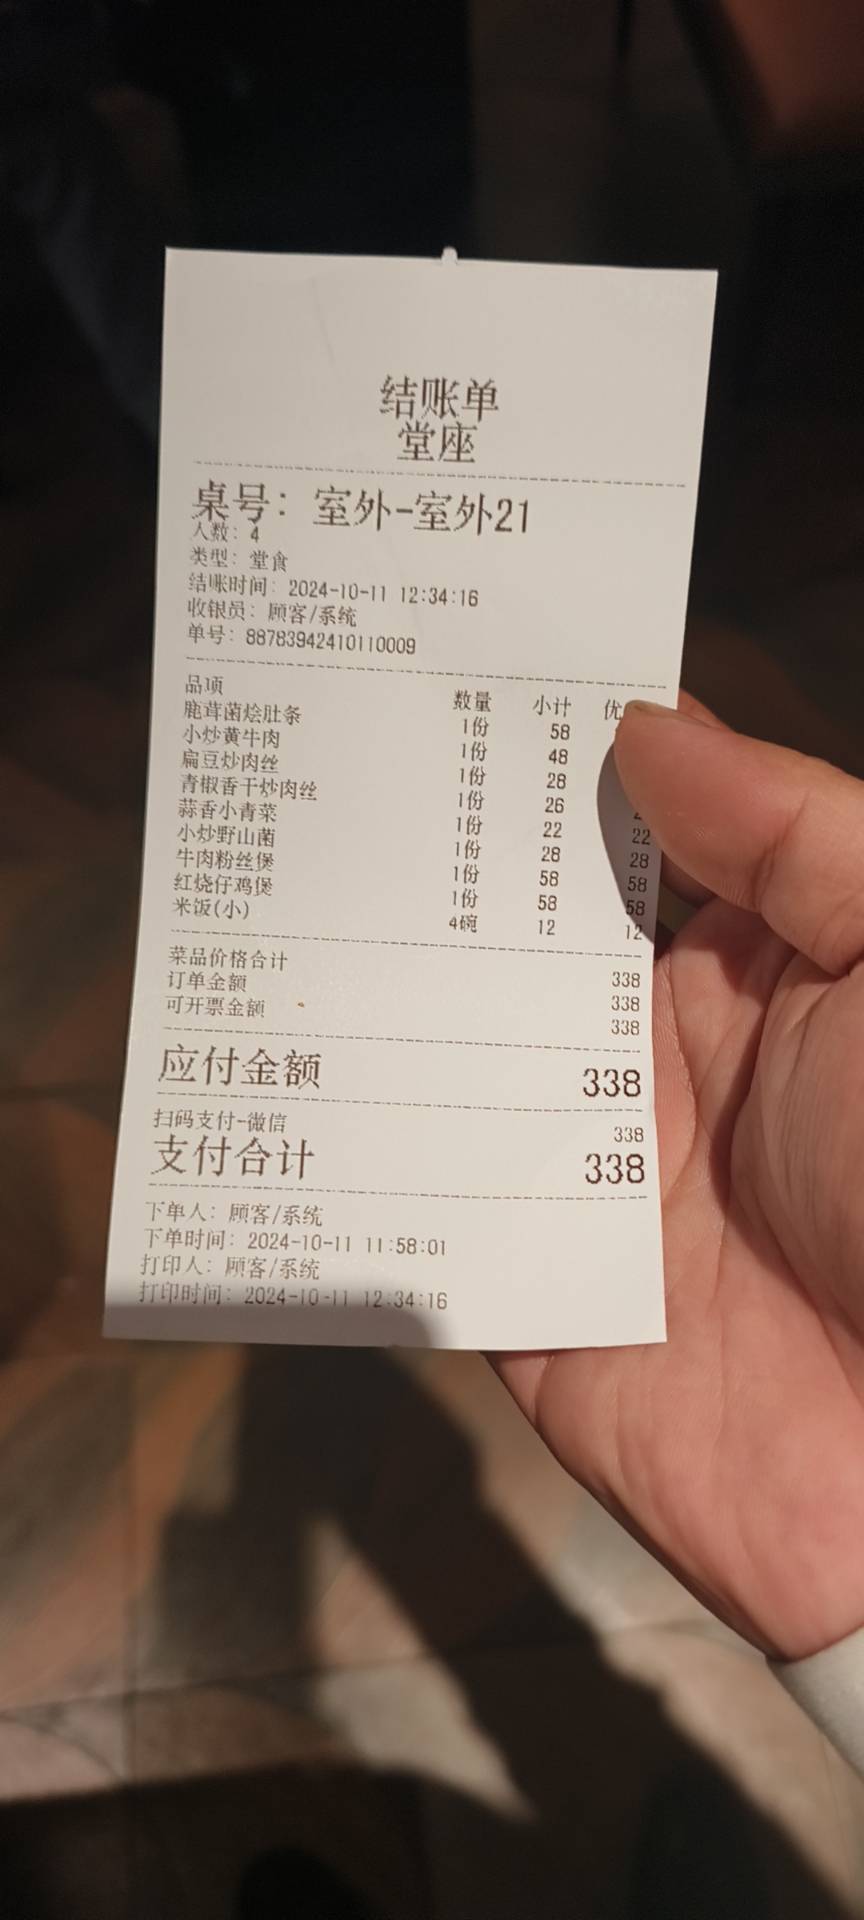 结账单
堂座
桌号: 室外-室外21
人数: 4
类型: 堂食
结账时间: 2024-10-11 12:34:16
收银员: 顾客/系统
单号: 88783942410110009
品项 数量 小计 优
鹿茸菌烩肚条 1份 58
小炒黄牛肉 1份 48
扁豆炒肉丝 1份 28
青椒香干炒肉丝 1份 26
蒜香小青菜 1份 22 22
小炒野山菌 1份 28 28
牛肉粉丝煲 1份 58 58
红烧仔鸡煲 1份 58 58
米饭(小) 4碗 12 12
菜品价格合计 338
订单金额 338
可开票金额 338
应付金额 338
扫码支付-微信 338
支付合计 338
下单人: 顾客/系统
下单时间: 2024-10-11 11:58:01
打印人: 顾客/系统
打印时间: 2024-10-11 12:34:16